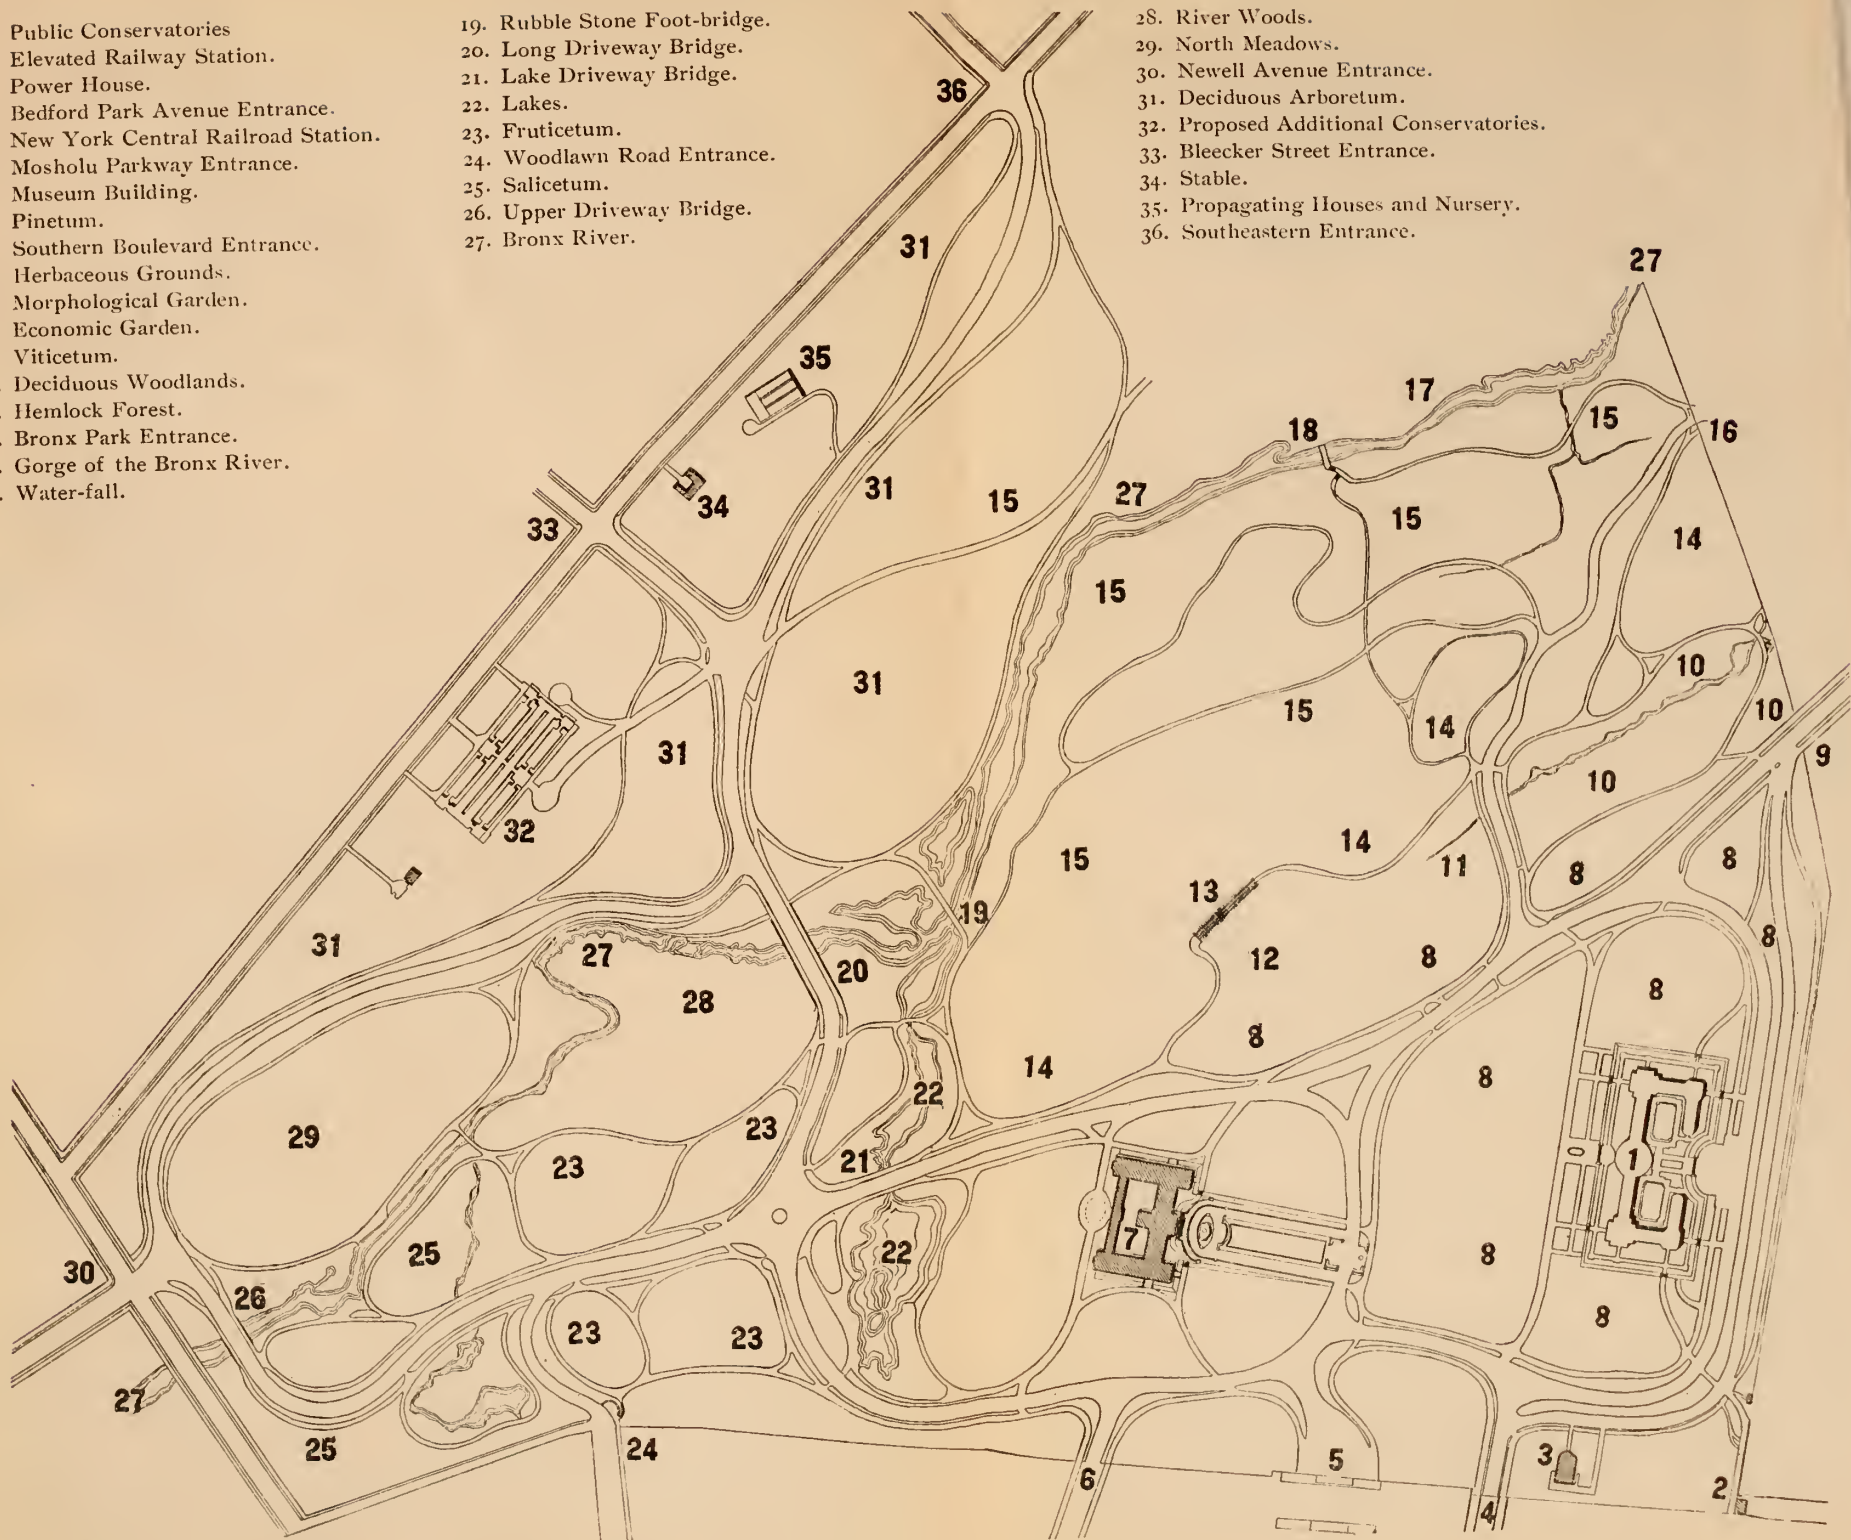 Public Conservatories
Elevated Railway Station.
Power House.
Bedford Park Avenue Entrance.
New York Central Railroad Station.
Mosholu Parkway Entrance.
Museum Building.
Pinetum.
Southern Boulevard Entrance.
Herbaceous Grounds.
Morphological Garden.
Economic Garden.
Viticetum.
Deciduous Woodlands.
Hemlock Forest.
Bronx Park Entrance.
Gorge of the Bronx River.
Water-fall.
19. Rubble Stone Foot-bridge.
20. Long Driveway Bridge.
21. Lake Driveway Bridge.
22. Lakes.
23. Fruticetum.
24. Woodlawn Road Entrance.
25. Salicetum.
26. Upper Driveway Bridge.
27. Bronx River.
28. River Woods.
29. North Meadows.
30. Newell Avenue Entrance.
31. Deciduous Arboretum.
32. Proposed Additional Conservatories.
33. Bleecker Street Entrance.
34. Stable.
35. Propagating Houses and Nursery.
36. Southeastern Entrance.
36
31
27
35
17
15
18
16
31
15
27
34
33
15
14
15
31
10
15
10
14
31
9
10
32
14
15
11
8
8
13
19
31
27
20
12
8
8
28
8
8
14
8
22
29
23
23
21
1
7
25
22
30
26
8
23
23
8
27
25
24
5
3
6
2
4